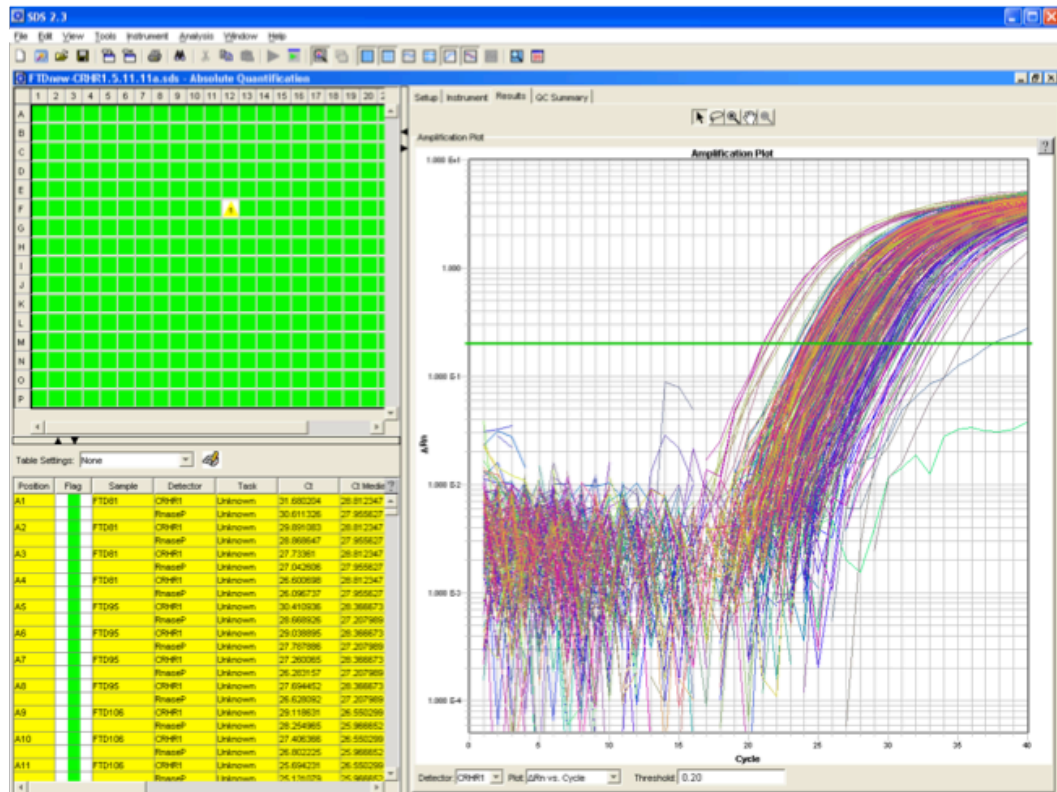 SDS 2.3
File Edit View Tools Instrument Analysis Window Help
FTDnew-CRHR1.5.11.11a.sds - Absolute Quantification
1 2 3 4 5 6 7 8 9 10 11 12 13 14 15 16 17 18 19 20
A
B
C
D
E
F
G
H
I
J
K
L
M
N
O
P
Setup Instrument Results QC Summary
Amplification Plot
Amplification Plot
1.000 E+1
1.000
1.000 E-1
1.000 E-2
1.000 E-3
1.000 E-4
ΔRn
0 5 10 15 20 25 30 35 40
Cycle
Detector: CRHR1 Plot: ΔRn vs. Cycle Threshold: 0.20
Table Settings: None
Position Flag Sample Detector Task Ct Ct Media
A1 FTD81 CRHR1 Unknown 31.680204 28.812347
RnaseP Unknown 30.611326 27.955627
A2 FTD81 CRHR1 Unknown 29.891083 28.812347
RnaseP Unknown 28.868647 27.955627
A3 FTD81 CRHR1 Unknown 27.73361 28.812347
RnaseP Unknown 27.042606 27.955627
A4 FTD81 CRHR1 Unknown 26.600698 28.812347
RnaseP Unknown 26.096737 27.955627
A5 FTD95 CRHR1 Unknown 30.410936 28.366673
RnaseP Unknown 28.668926 27.207989
A6 FTD95 CRHR1 Unknown 29.038895 28.366673
RnaseP Unknown 27.787886 27.207989
A7 FTD95 CRHR1 Unknown 27.260065 28.366673
RnaseP Unknown 26.283157 27.207989
A8 FTD95 CRHR1 Unknown 27.694452 28.366673
RnaseP Unknown 26.628092 27.207989
A9 FTD106 CRHR1 Unknown 29.118631 26.550299
RnaseP Unknown 28.254965 25.966652
A10 FTD106 CRHR1 Unknown 27.406366 26.550299
RnaseP Unknown 26.802225 25.966652
A11 FTD106 CRHR1 Unknown 25.694231 26.550299
RnaseP Unknown 25.131079 25.966652